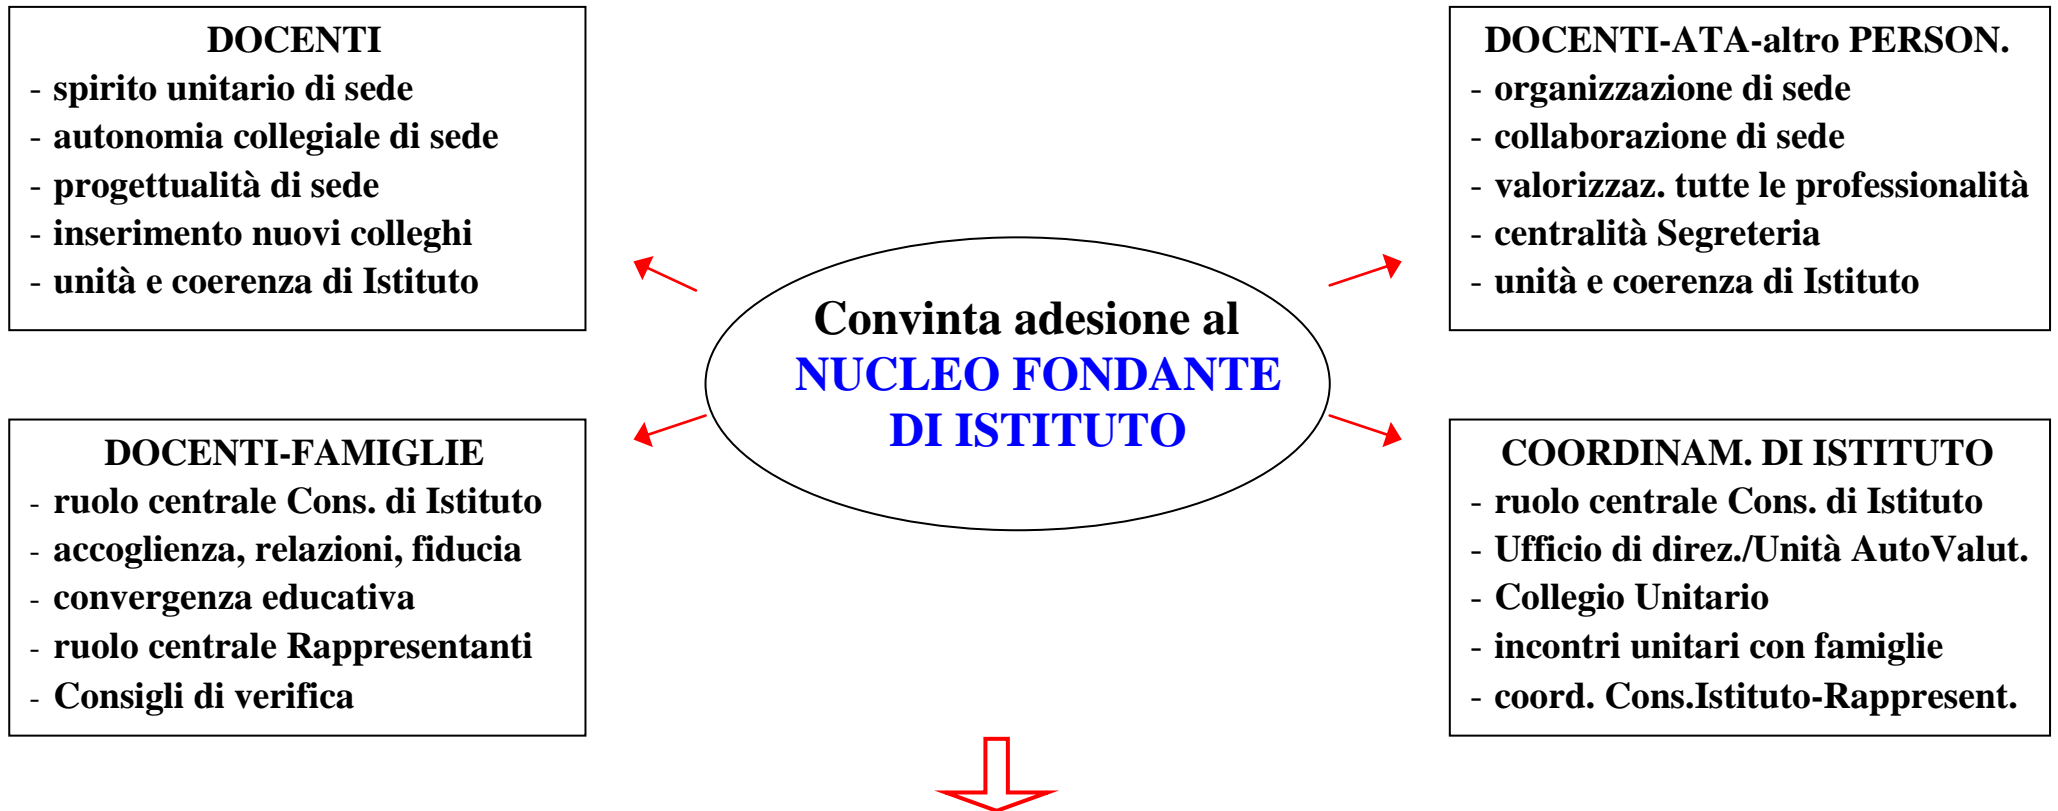 DOCENTI
- spirito unitario di sede
- autonomia collegiale di sede
- progettualità di sede
- inserimento nuovi colleghi
- unità e coerenza di Istituto
DOCENTI-ATA-altro PERSON.
- organizzazione di sede
- collaborazione di sede
- valorizzaz. tutte le professionalità
- centralità Segreteria
- unità e coerenza di Istituto
Convinta adesione al
NUCLEO FONDANTE
DI ISTITUTO
DOCENTI-FAMIGLIE
- ruolo centrale Cons. di Istituto
- accoglienza, relazioni, fiducia
- convergenza educativa
- ruolo centrale Rappresentanti
- Consigli di verifica
COORDINAM. DI ISTITUTO
- ruolo centrale Cons. di Istituto
- Ufficio di direz./Unità AutoValut.
- Collegio Unitario
- incontri unitari con famiglie
- coord. Cons.Istituto-Rappresent.